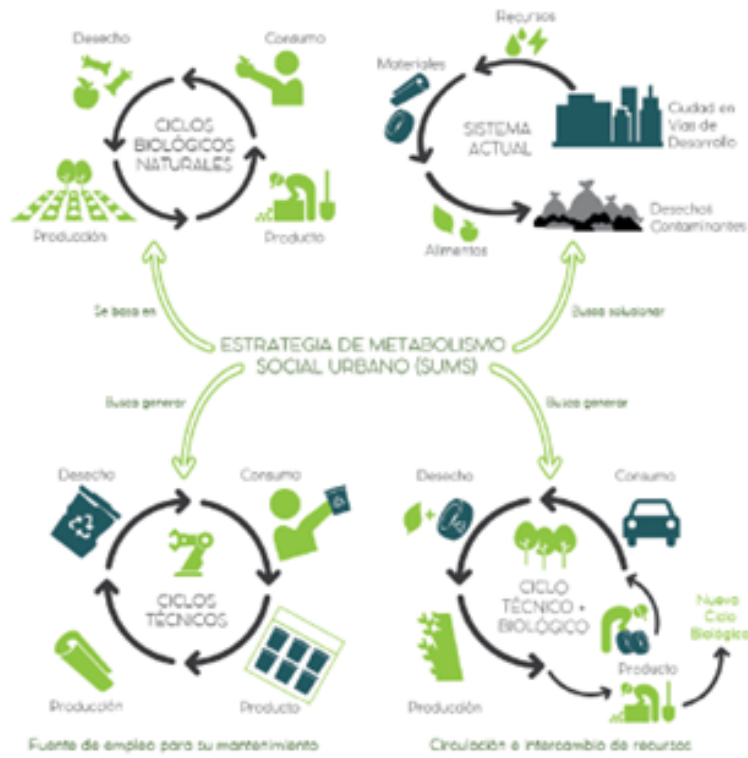 Desecho
Consumo
CICLOS
BIOLÓGICOS
NATURALES
Producción
Producto
Recursos
Materiales
SISTEMA
ACTUAL
Ciudad en
Vías de
Desarrollo
Alimentos
Desechos
Contaminantes
Se basa en
Busca solucionar
ESTRATEGIA DE METABOLISMO
SOCIAL URBANO (SUMS)
Busca generar
Busca generar
Desecho
Consumo
CICLOS
TÉCNICOS
Producción
Producto
Fuente de empleo para su mantenimiento
Desecho
Consumo
CICLO
TÉCNICO +
BIOLÓGICO
Nuevo
Ciclo
Biológico
Producto
Producción
Circulación e intercambio de recursos